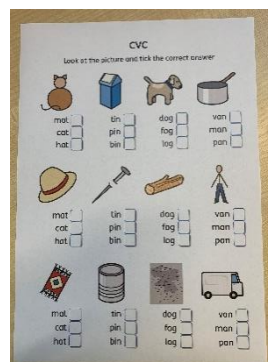 CVC
Look at the picture and tick the correct answer
mat tin dog van
cat pin fog man
hat bin log pan
mat tin dog van
cat pin fog man
hat bin log pan
mat tin dog van
cat pin fog man
hat bin log pan